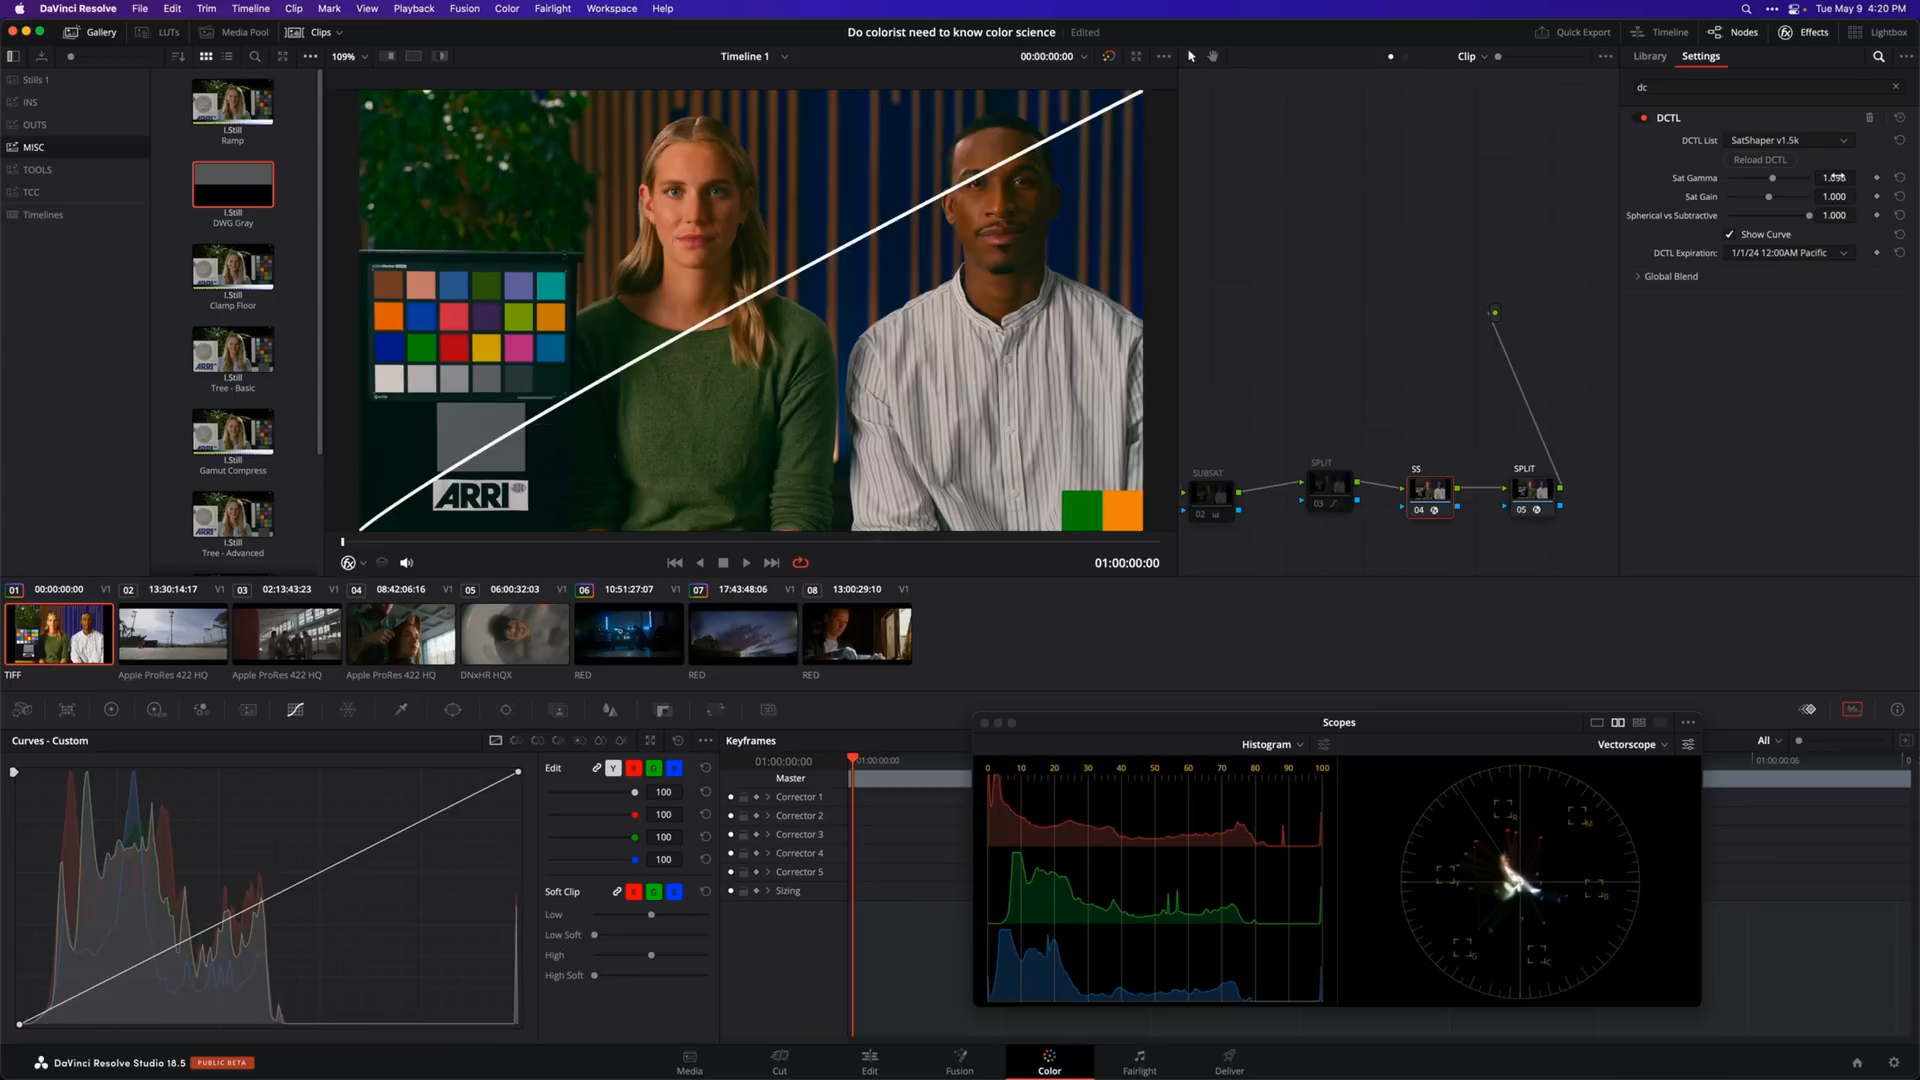 DaVinci Resolve File Edit Trim Timeline Clip Mark View Playback Fusion Color Fairlight Workspace Help Tue May 9 4:20 PM
Gallery LUTs Media Pool Clips Do colorist need to know color science Edited Quick Export Timeline Nodes Effects Lightbox
109% Timeline 1 00:00:00:00 Clip Library Settings
Stills 1
INS
OUTS
MISC
TOOLS
TCC
Timelines
I.Still
Ramp
I.Still
DWG Gray
I.Still
Clamp Floor
I.Still
Tree - Basic
I.Still
Gamut Compress
I.Still
Tree - Advanced
ARRI
01:00:00:00
SUBSAT
02
SPLIT
03
SS
04
SPLIT
05
dc
DCTL
DCTL List SatShaper v1.5k
Reload DCTL
Sat Gamma
Sat Gain 1.000
Spherical vs Subtractive 1.000
Show Curve
DCTL Expiration: 1/1/24 12:00AM Pacific
Global Blend
01 00:00:00:00 V1 02 13:30:14:17 V1 03 02:13:43:23 V1 04 08:42:06:16 V1 05 06:00:32:03 V1 06 10:51:27:07 V1 07 17:43:48:06 V1 08 13:00:29:10 V1
TIFF Apple ProRes 422 HQ Apple ProRes 422 HQ Apple ProRes 422 HQ DNxHR HQX RED RED RED
Curves - Custom
Edit Y R G B
100
100
100
100
Soft Clip R G B
Low
Low Soft
High
High Soft
Keyframes All
01:00:00:00 01:00:00:00 01:00:00:06
Master
Corrector 1
Corrector 2
Corrector 3
Corrector 4
Corrector 5
Sizing
Scopes
Histogram Vectorscope
0 10 20 30 40 50 60 70 80 90 100
R
M
Y
B
G
C
DaVinci Resolve Studio 18.5 PUBLIC BETA
Media Cut Edit Fusion Color Fairlight Deliver